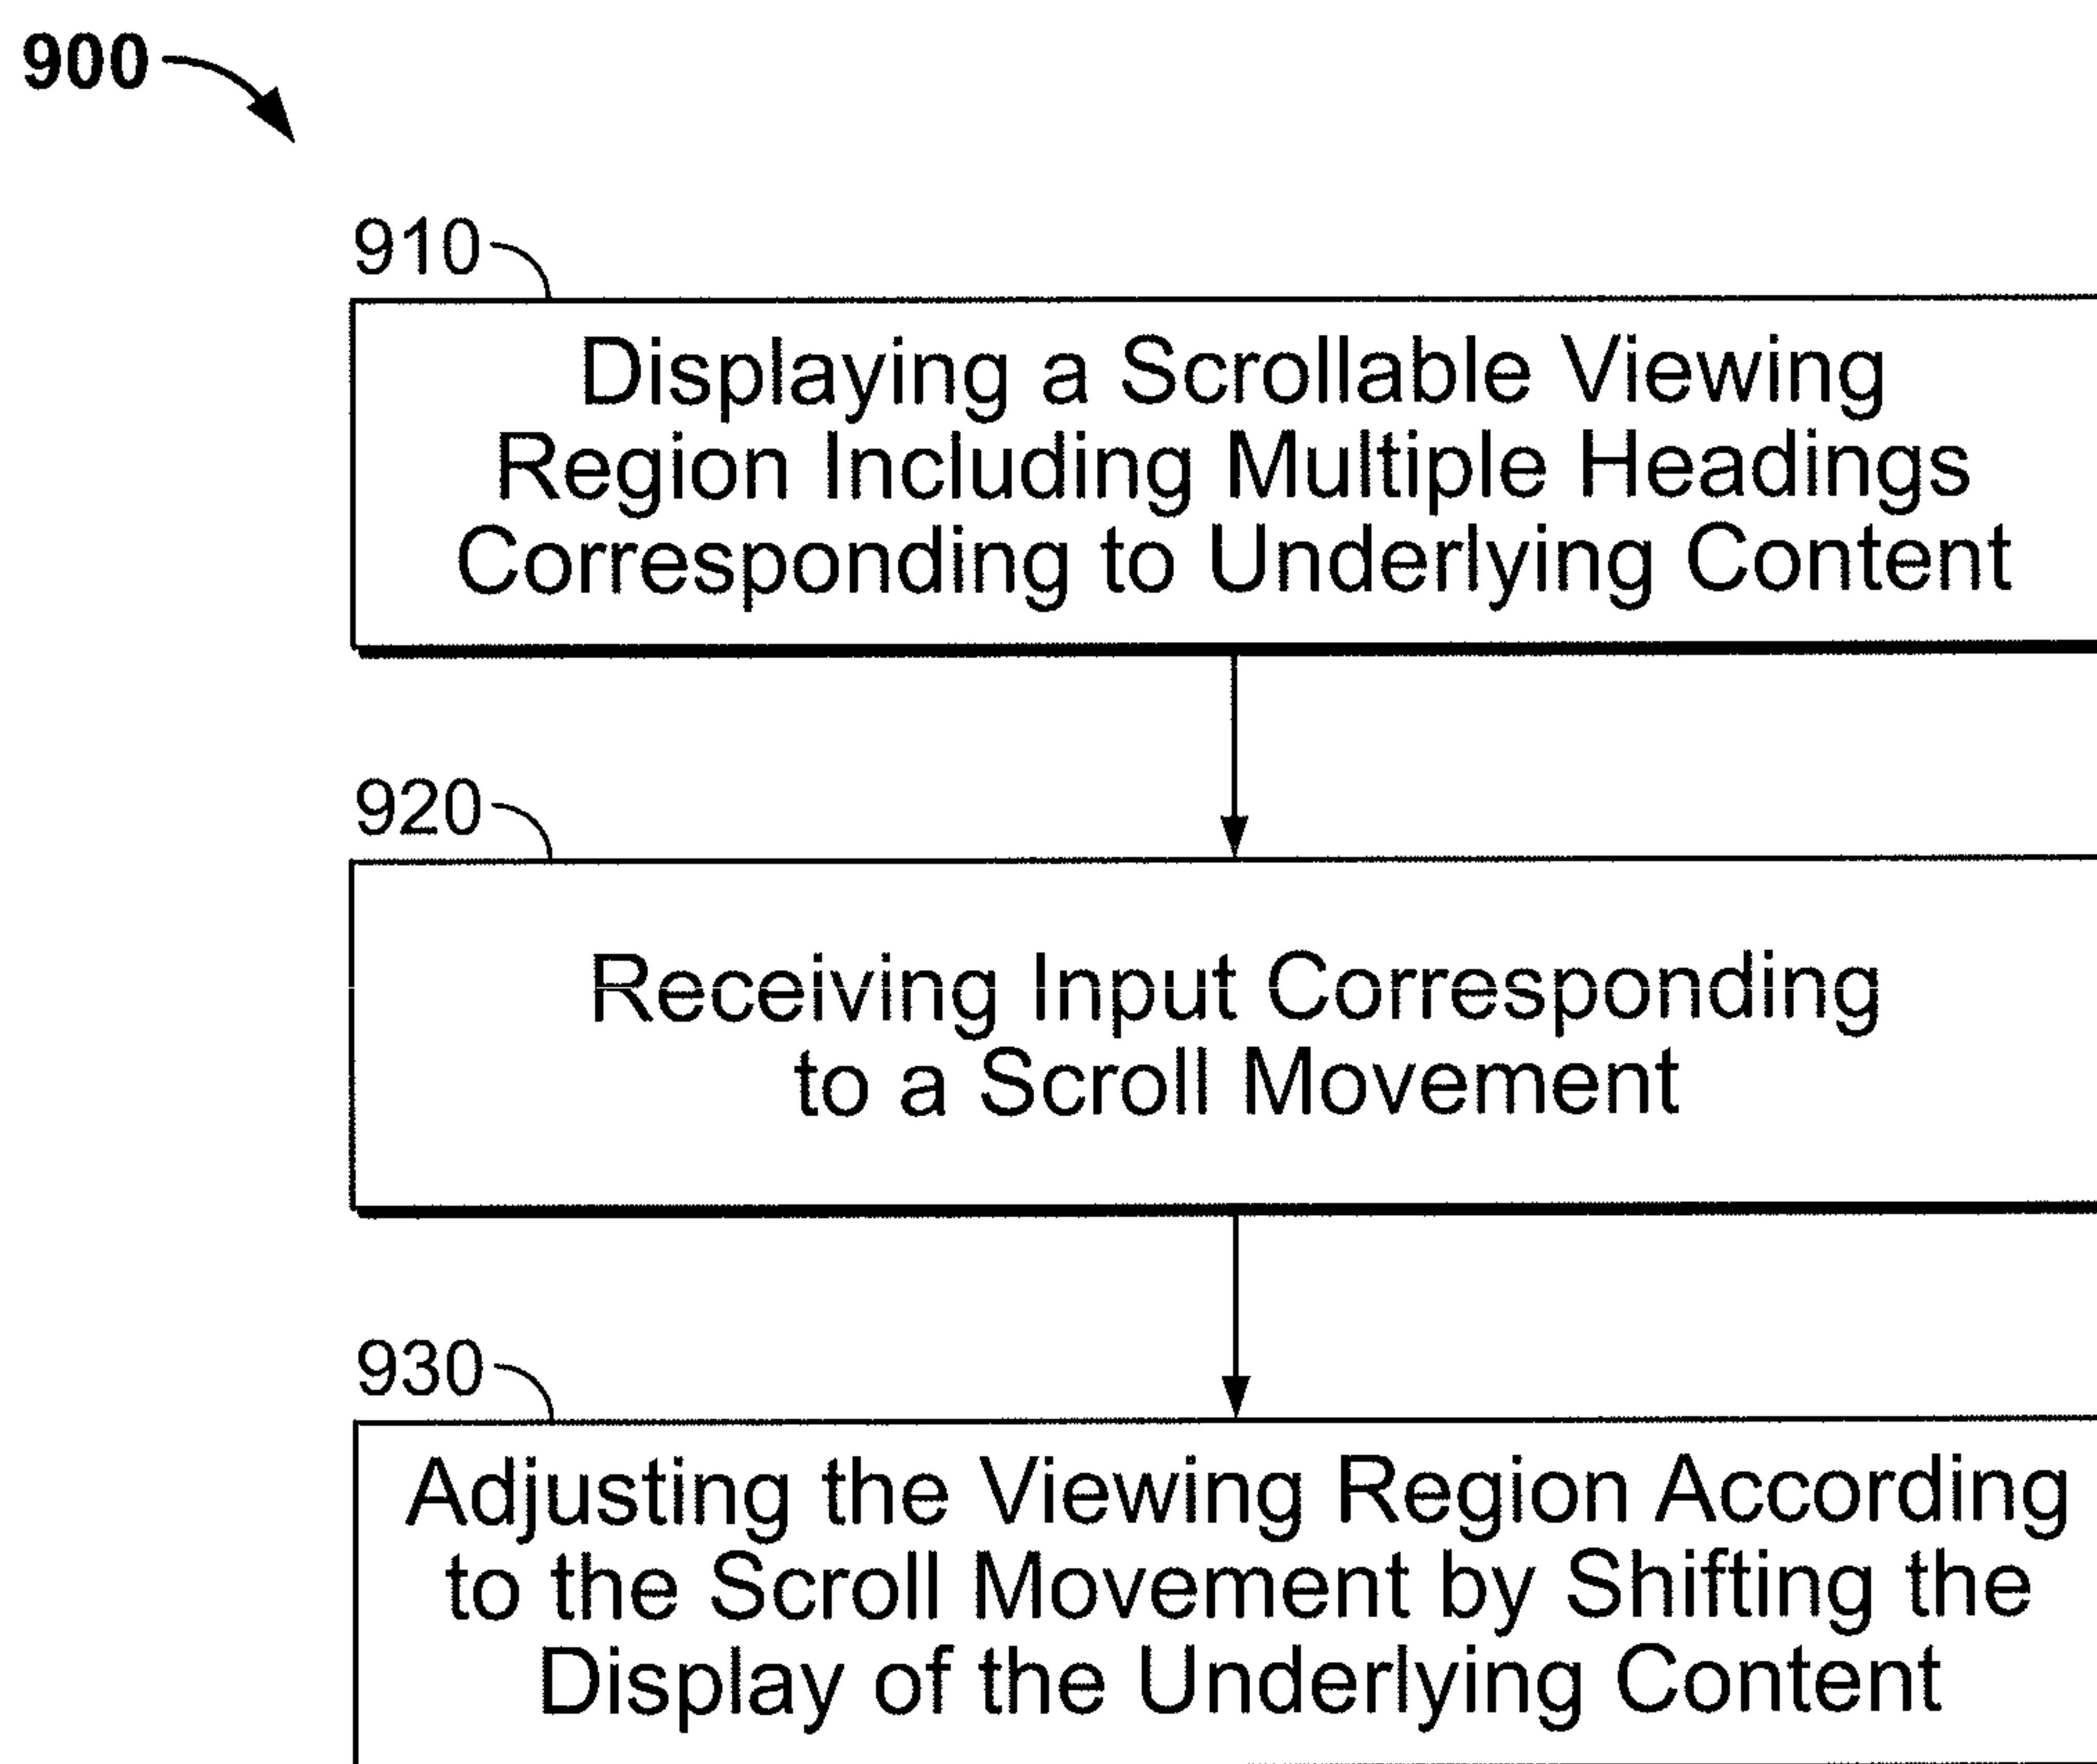 900
910
Displaying a Scrollable Viewing
Region Including Multiple Headings
Corresponding to Underlying Content
920
Receiving Input Corresponding
to a Scroll Movement
930
Adjusting the Viewing Region According
to the Scroll Movement by Shifting the
Display of the Underlying Content